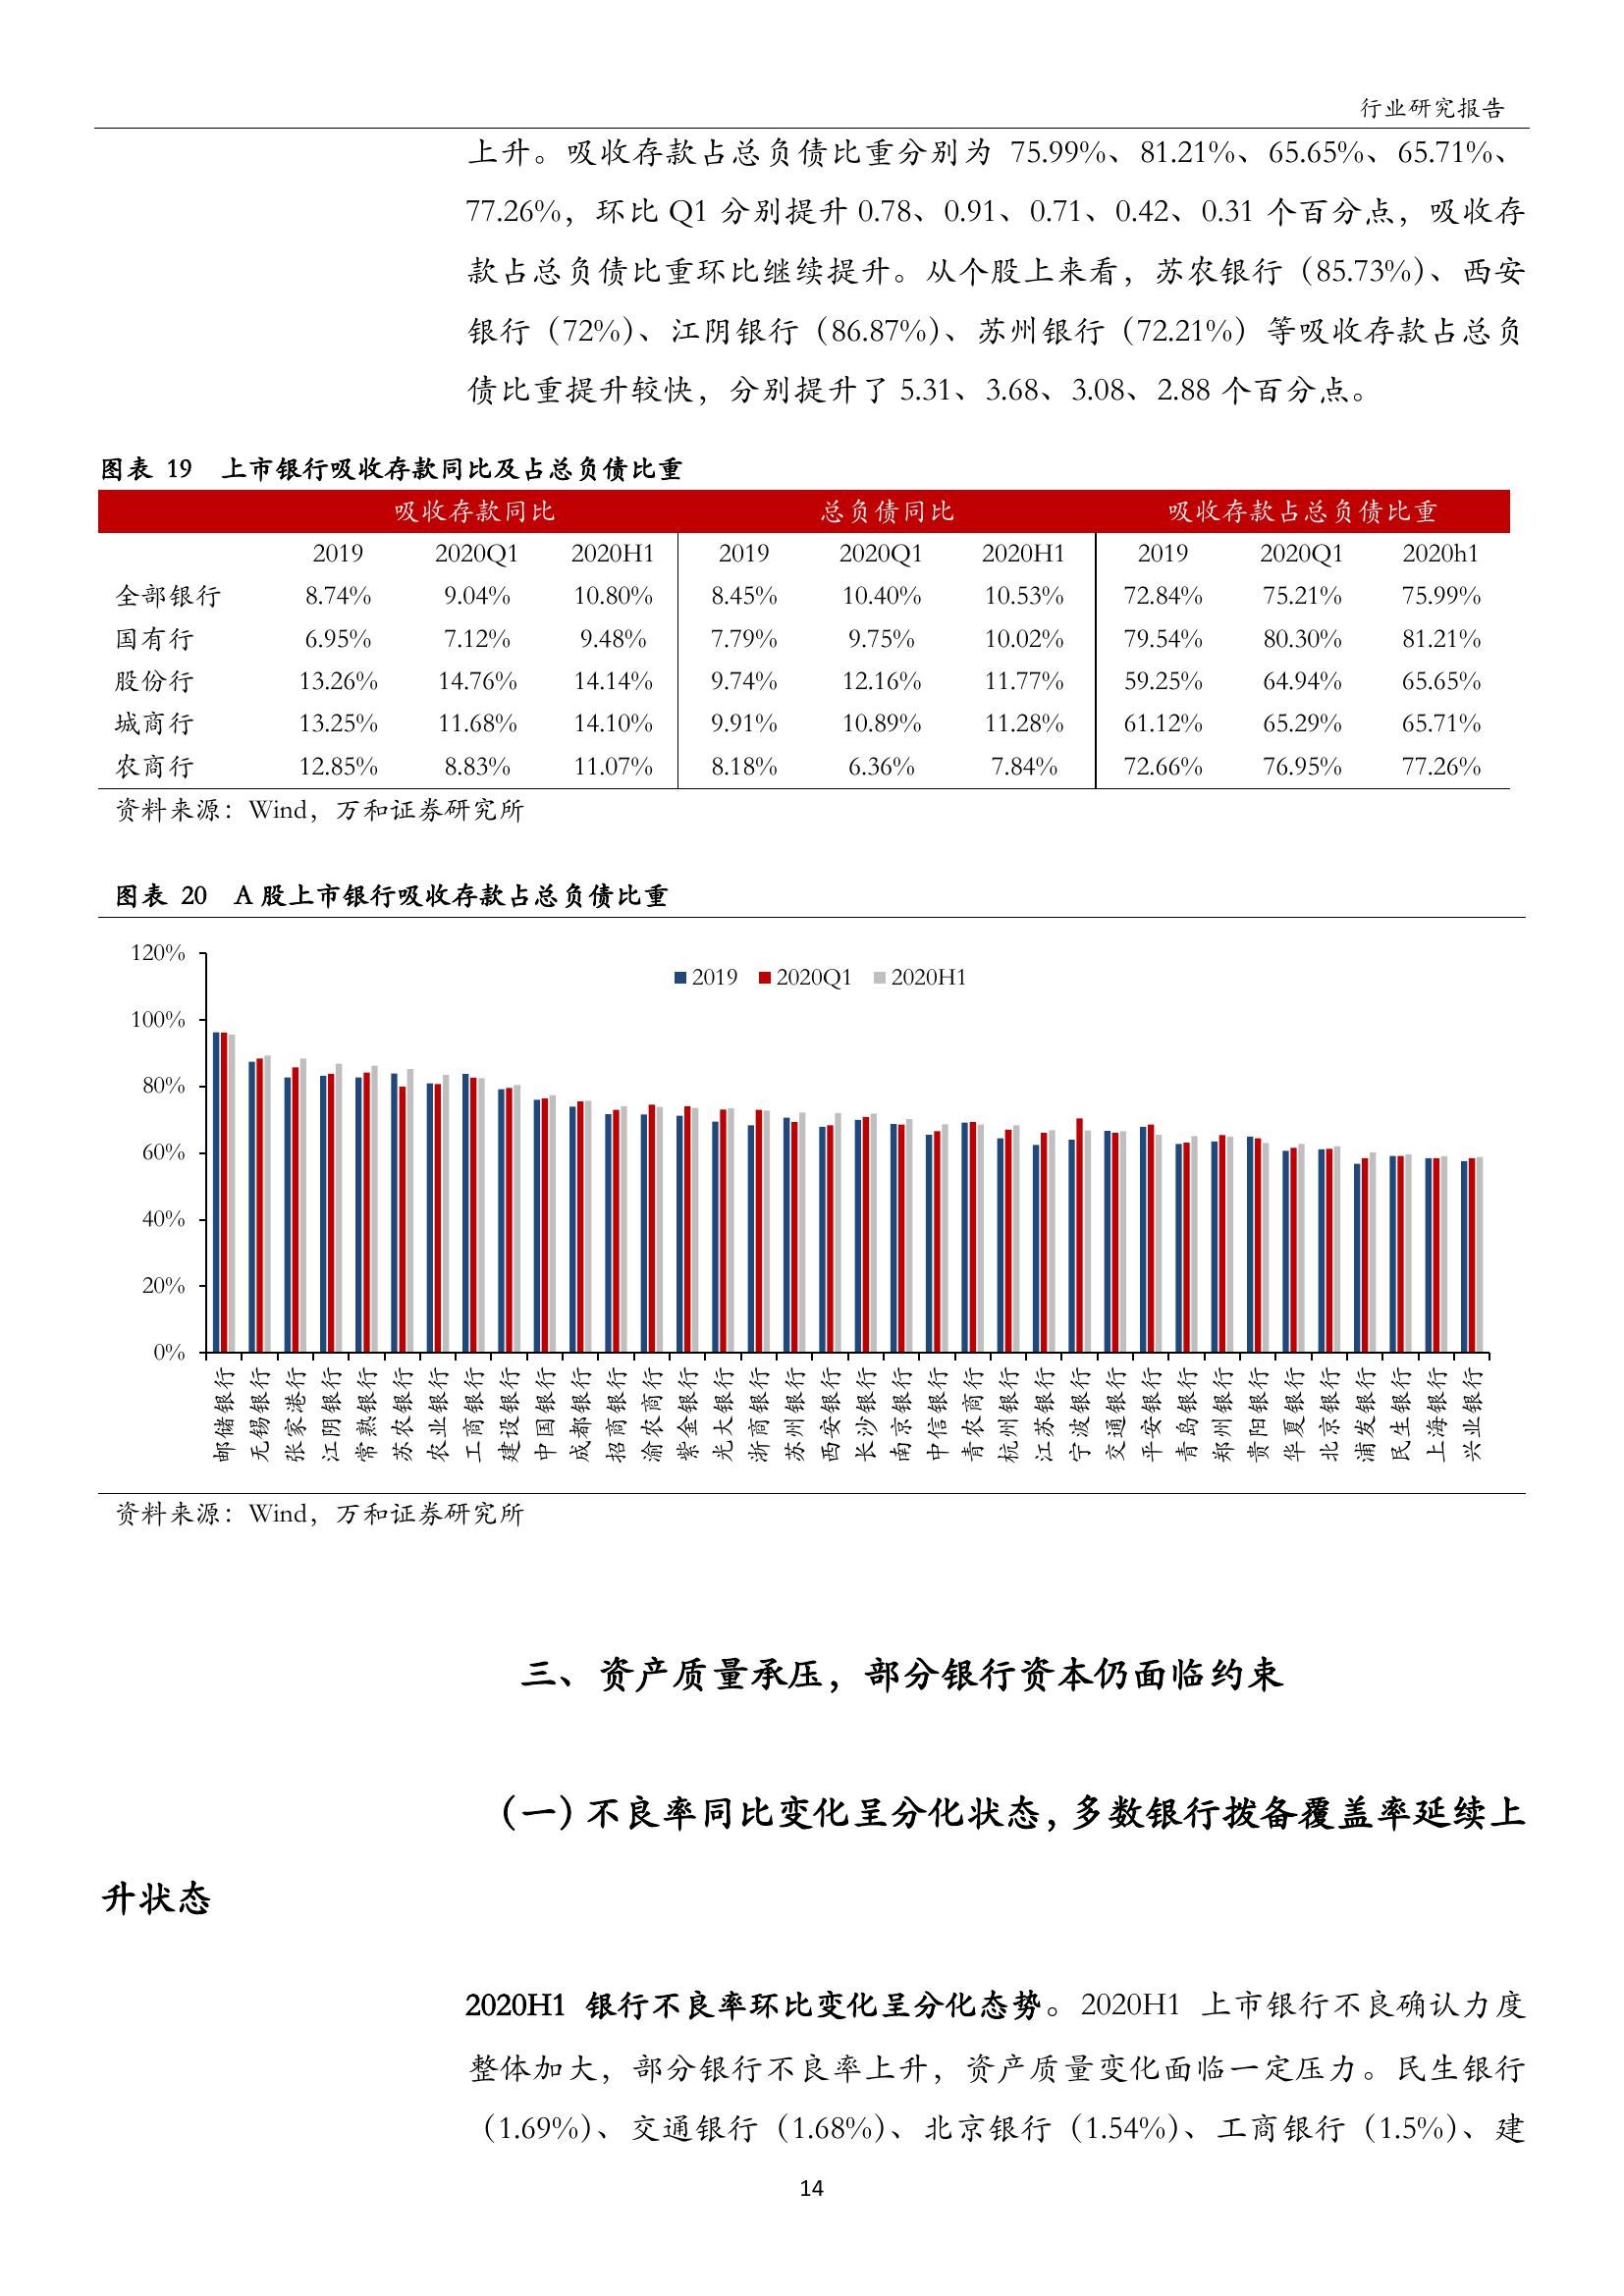 行业研究报告
上升。吸收存款占总负债比重分别为 75.99%、81.21%、65.65%、65.71%、
77.26%，环比 Q1 分别提升 0.78、0.91、0.71、0.42、0.31 个百分点，吸收存
款占总负债比重环比继续提升。从个股上来看，苏农银行（85.73%）、西安
银行（72%）、江阴银行（86.87%）、苏州银行（72.21%）等吸收存款占总负
债比重提升较快，分别提升了 5.31、3.68、3.08、2.88 个百分点。
图表 19 上市银行吸收存款同比及占总负债比重
吸收存款同比 总负债同比 吸收存款占总负债比重
2019 2020Q1 2020H1 2019 2020Q1 2020H1 2019 2020Q1 2020h1
全部银行 8.74% 9.04% 10.80% 8.45% 10.40% 10.53% 72.84% 75.21% 75.99%
国有行 6.95% 7.12% 9.48% 7.79% 9.75% 10.02% 79.54% 80.30% 81.21%
股份行 13.26% 14.76% 14.14% 9.74% 12.16% 11.77% 59.25% 64.94% 65.65%
城商行 13.25% 11.68% 14.10% 9.91% 10.89% 11.28% 61.12% 65.29% 65.71%
农商行 12.85% 8.83% 11.07% 8.18% 6.36% 7.84% 72.66% 76.95% 77.26%
资料来源：Wind，万和证券研究所
图表 20 A 股上市银行吸收存款占总负债比重
2019 2020Q1 2020H1
120%
100%
80%
60%
40%
20%
0%
邮储银行
无锡银行
张家港行
江阴银行
常熟银行
苏农银行
农业银行
工商银行
建设银行
中国银行
成都银行
招商银行
渝农商行
紫金银行
光大银行
浙商银行
苏州银行
西安银行
长沙银行
南京银行
中信银行
青农商行
杭州银行
江苏银行
宁波银行
交通银行
平安银行
青岛银行
郑州银行
贵阳银行
华夏银行
北京银行
浦发银行
民生银行
上海银行
兴业银行
资料来源：Wind，万和证券研究所
三、资产质量承压，部分银行资本仍面临约束
（一）不良率同比变化呈分化状态，多数银行拨备覆盖率延续上
升状态
2020H1 银行不良率环比变化呈分化态势。2020H1 上市银行不良确认力度
整体加大，部分银行不良率上升，资产质量变化面临一定压力。民生银行
（1.69%）、交通银行（1.68%）、北京银行（1.54%）、工商银行（1.5%）、建
14